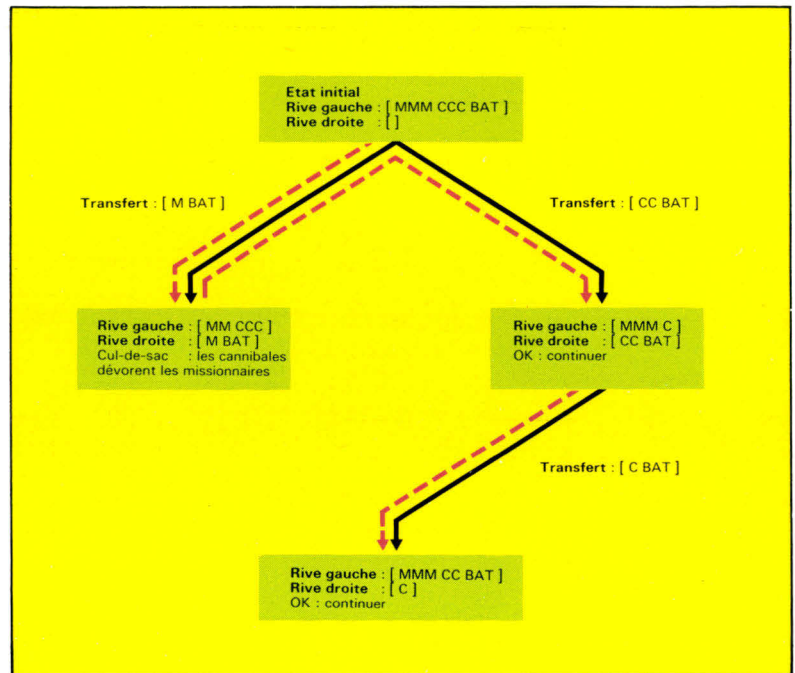 Etat initial
Rive gauche : [ MMM CCC BAT ]
Rive droite : [ ]
Transfert : [ M BAT ]
Transfert : [ CC BAT ]
Rive gauche : [ MM CCC ]
Rive droite : [ M BAT ]
Cul-de-sac : les cannibales
dévorent les missionnaires
Rive gauche : [ MMM C ]
Rive droite : [ CC BAT ]
OK : continuer
Transfert : [ C BAT ]
Rive gauche : [ MMM CC BAT ]
Rive droite : [ C ]
OK : continuer